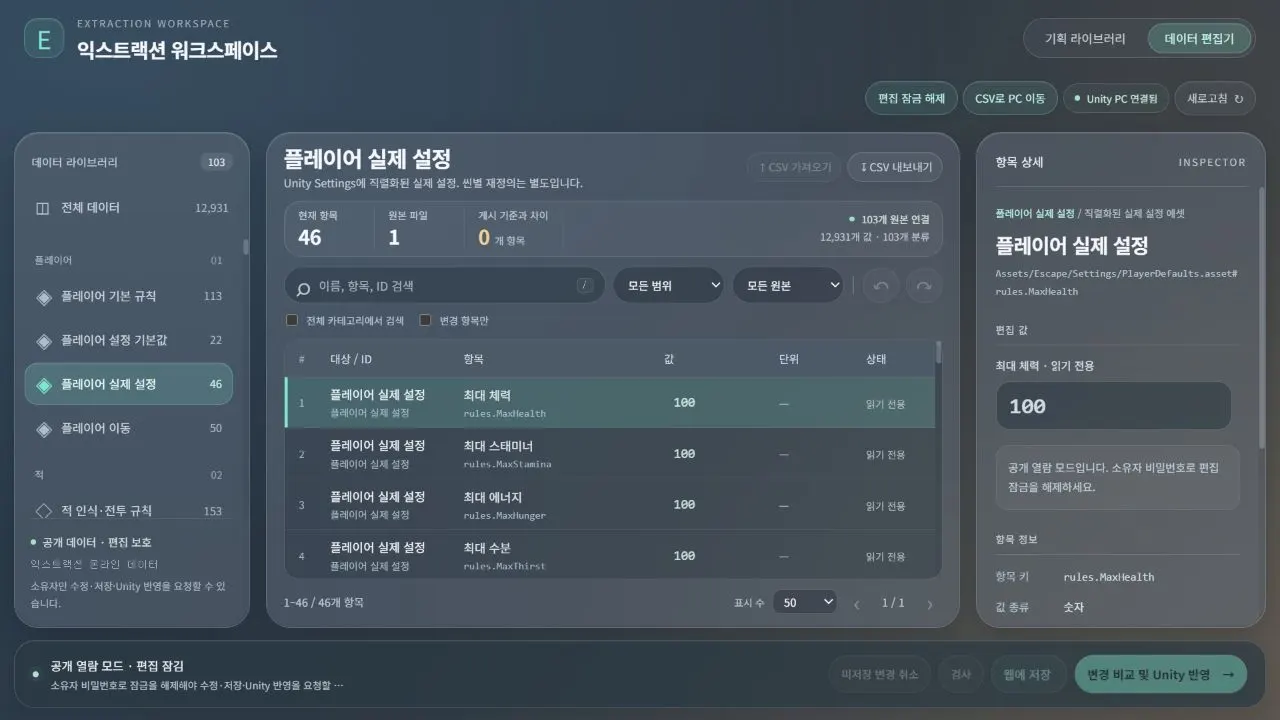 E
EXTRACTION WORKSPACE
익스트랙션 워크스페이스
기획 라이브러리
데이터 편집기
편집 잠금 해제
CSV로 PC 이동
Unity PC 연결됨
새로고침 ↻
데이터 라이브러리 103
전체 데이터 12,931
플레이어 01
플레이어 기본 규칙 113
플레이어 설정 기본값 22
플레이어 실제 설정 46
플레이어 이동 50
적 02
적 인식·전투 규칙 153
공개 데이터 · 편집 보호
익스트랙션 온라인 데이터
소유자만 수정·저장·Unity 반영을 요청할 수 있
습니다.
플레이어 실제 설정
Unity Settings에 직렬화된 실제 설정. 씬별 재정의는 별도입니다.
↑ CSV 가져오기
↧ CSV 내보내기
현재 항목
46
원본 파일
1
게시 기준과 차이
0 개 항목
103개 원본 연결
12,931개 값 · 103개 분류
이름, 항목, ID 검색 /
모든 범위
모든 원본
전체 카테고리에서 검색
변경 항목만
# 대상 / ID 항목 값 단위 상태
1 플레이어 실제 설정 최대 체력 100 — 읽기 전용
플레이어 실제 설정 rules.MaxHealth
2 플레이어 실제 설정 최대 스태미너 100 — 읽기 전용
플레이어 실제 설정 rules.MaxStamina
3 플레이어 실제 설정 최대 에너지 100 — 읽기 전용
플레이어 실제 설정 rules.MaxHunger
4 플레이어 실제 설정 최대 수분 100 — 읽기 전용
플레이어 실제 설정 rules.MaxThirst
1–46 / 46개 항목
표시 수 50
‹ 1 / 1 ›
항목 상세 INSPECTOR
플레이어 실제 설정 / 직렬화된 실제 설정 에셋
플레이어 실제 설정
Assets/Escape/Settings/PlayerDefaults.asset#
rules.MaxHealth
편집 값
최대 체력 · 읽기 전용
100
공개 열람 모드입니다. 소유자 비밀번호로 편집
잠금을 해제하세요.
항목 정보
항목 키 rules.MaxHealth
값 종류 숫자
공개 열람 모드 · 편집 잠김
소유자 비밀번호로 잠금을 해제해야 수정·저장·Unity 반영을 요청할 …
미저장 변경 취소
검사
웹에 저장
변경 비교 및 Unity 반영 →